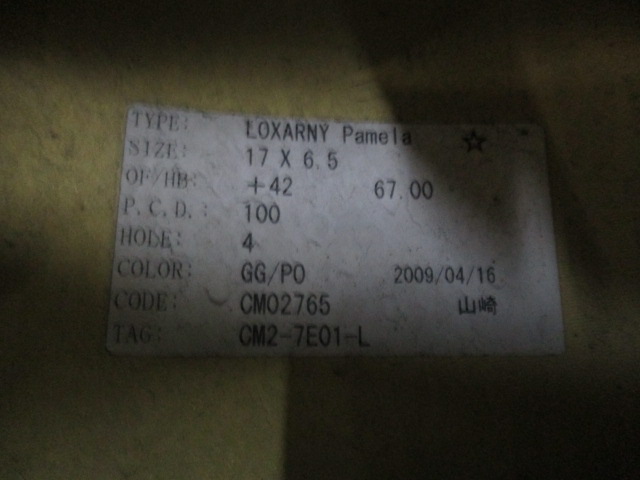 TYPE: LOXARNY Pamela ☆
SIZE: 17 X 6.5
OF/HB: +42 67.00
P.C.D.: 100
HODE: 4
COLOR: GG/PO 2009/04/16
CODE: CM02765 山崎
TAG: CM2-7E01-L